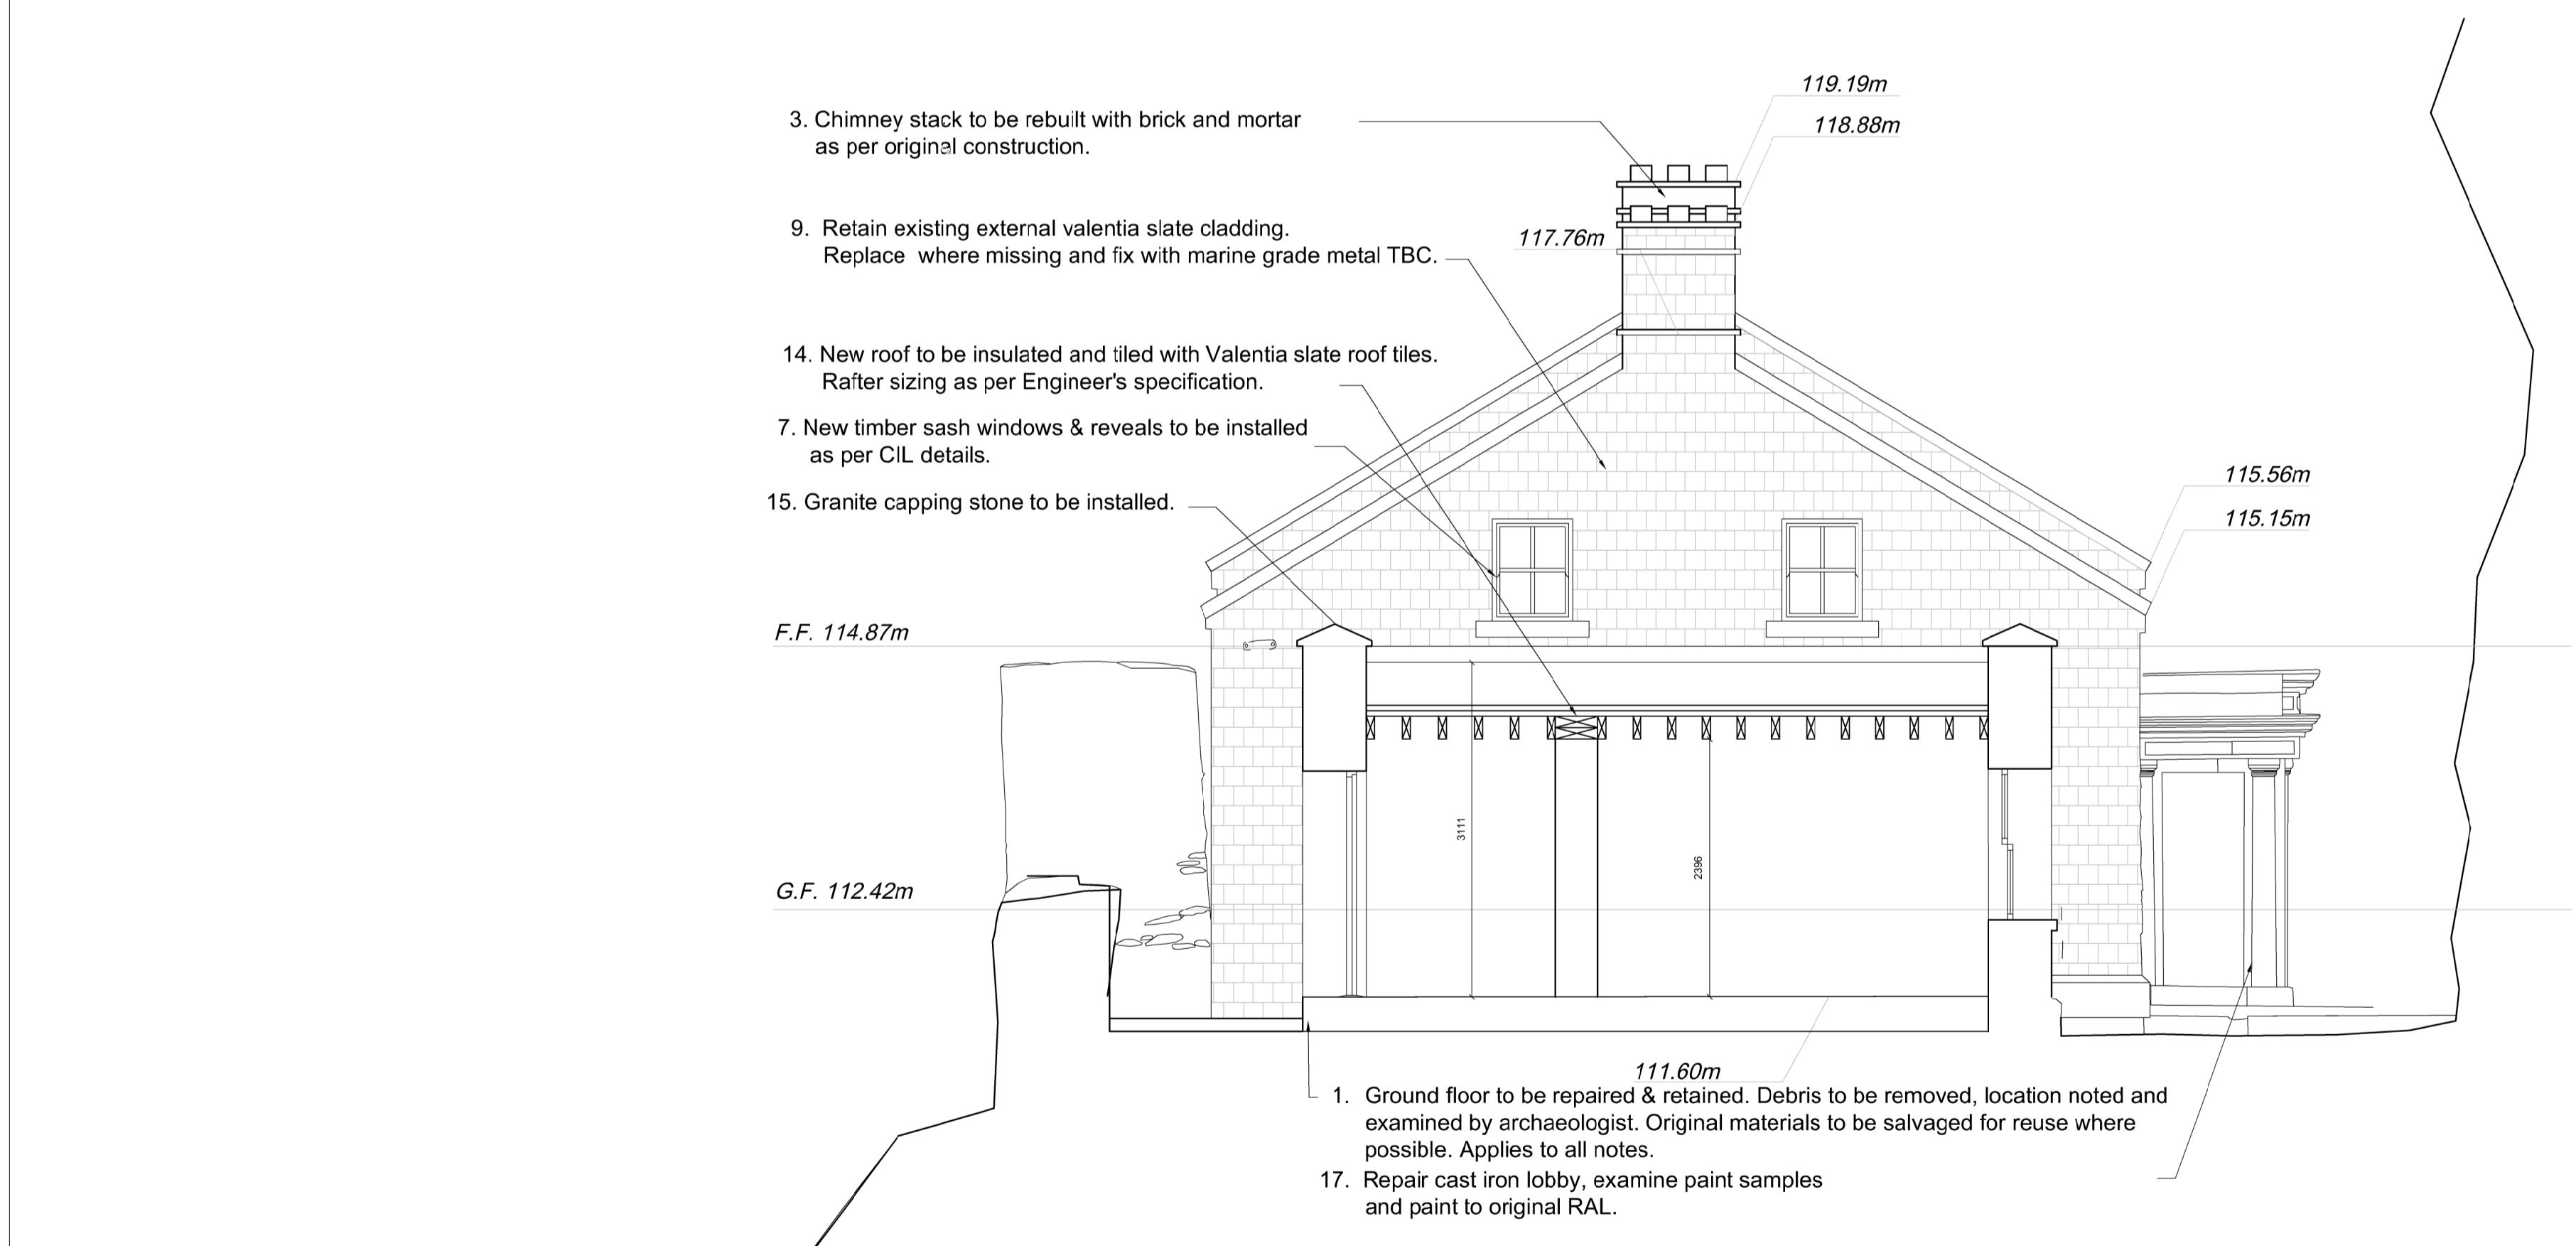 119.19m
118.88m
3. Chimney stack to be rebuilt with brick and mortar
as per original construction.
9. Retain existing external valentia slate cladding.
Replace where missing and fix with marine grade metal TBC.
117.76m
14. New roof to be insulated and tiled with Valentia slate roof tiles.
Rafter sizing as per Engineer's specification.
7. New timber sash windows & reveals to be installed
as per CIL details.
15. Granite capping stone to be installed.
115.56m
115.15m
F.F. 114.87m
3111
2396
G.F. 112.42m
111.60m
1. Ground floor to be repaired & retained. Debris to be removed, location noted and
examined by archaeologist. Original materials to be salvaged for reuse where
possible. Applies to all notes.
17. Repair cast iron lobby, examine paint samples
and paint to original RAL.